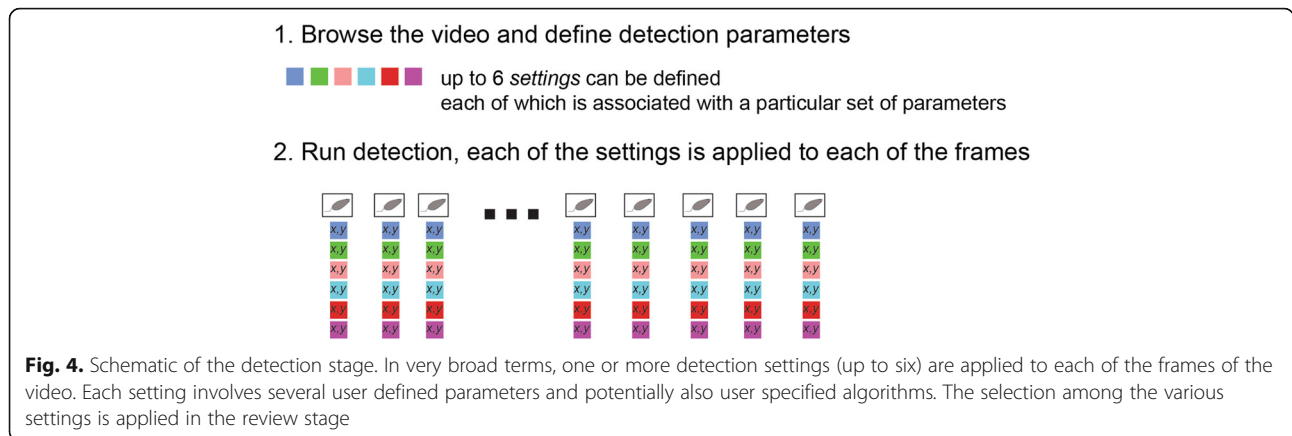 1. Browse the video and define detection parameters
up to 6 settings can be defined
each of which is associated with a particular set of parameters
2. Run detection, each of the settings is applied to each of the frames
x,y x,y x,y x,y x,y x,y x,y x,y
x,y x,y x,y x,y x,y x,y x,y x,y
x,y x,y x,y x,y x,y x,y x,y x,y
x,y x,y x,y x,y x,y x,y x,y x,y
x,y x,y x,y x,y x,y x,y x,y x,y
x,y x,y x,y x,y x,y x,y x,y x,y
Fig. 4. Schematic of the detection stage. In very broad terms, one or more detection settings (up to six) are applied to each of the frames of the
video. Each setting involves several user defined parameters and potentially also user specified algorithms. The selection among the various
settings is applied in the review stage